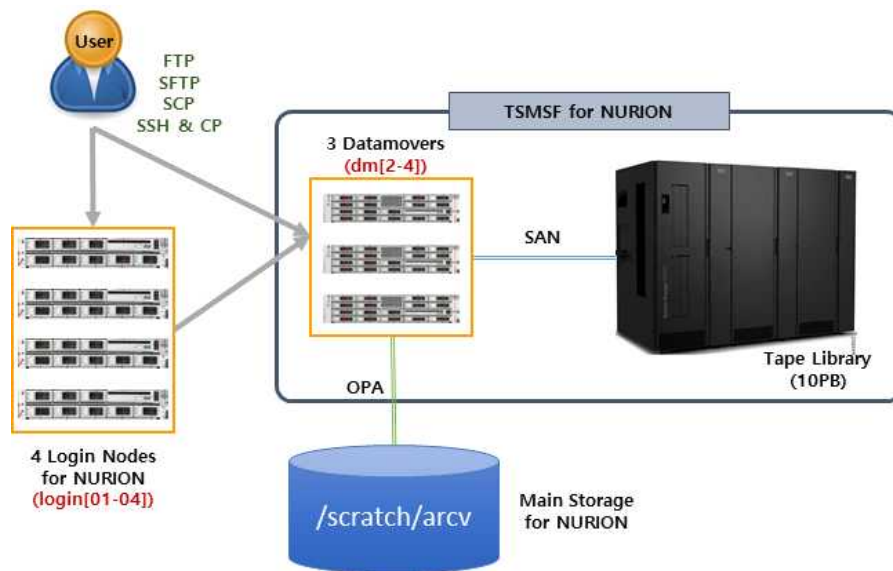 User
FTP
SFTP
SCP
SSH & CP
TSMSF for NURION
3 Datamovers
(dm[2-4])
SAN
Tape Library
(10PB)
OPA
4 Login Nodes
for NURION
(login[01-04])
/scratch/arcv
Main Storage
for NURION